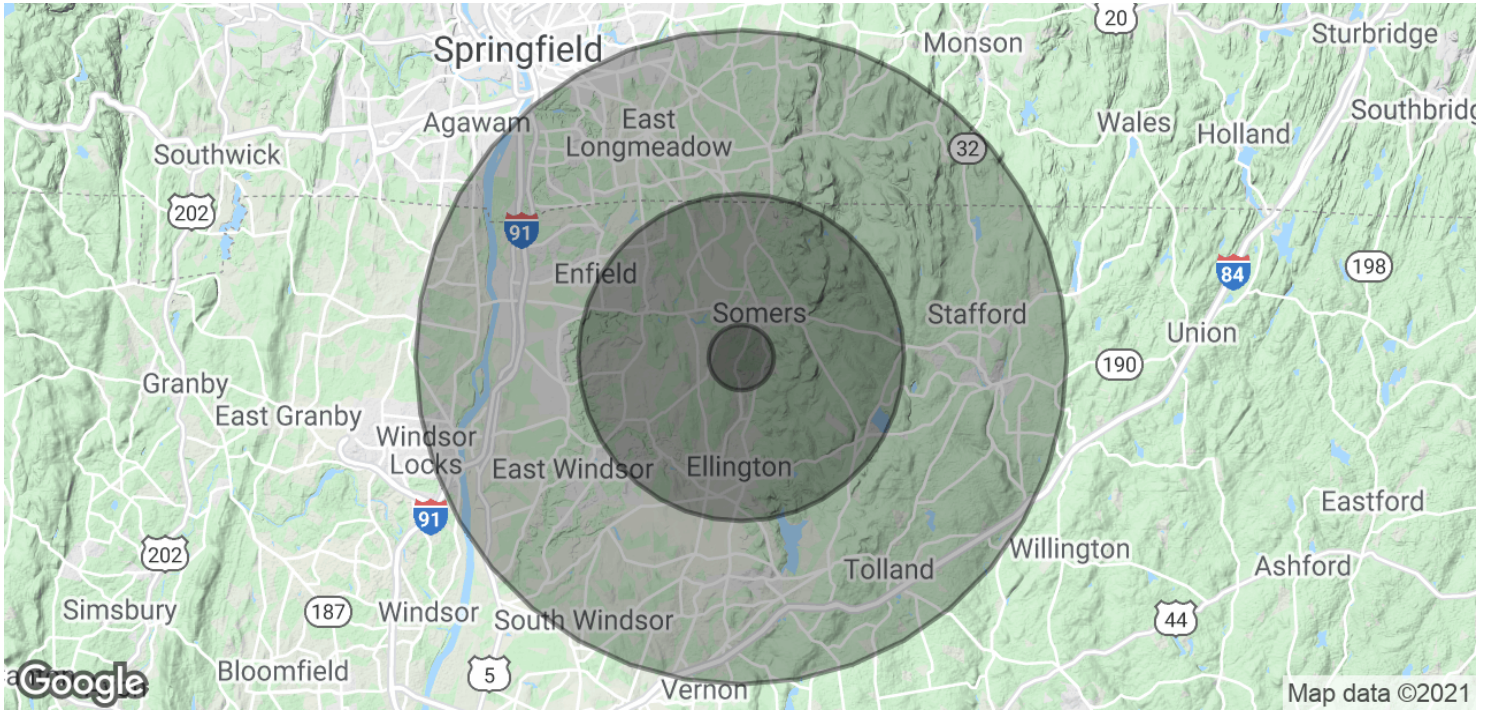 20
Sturbridge
Monson
Springfield
Southbridg
Agawam
East
Longmeadow
Wales
Holland
32
Southwick
202
91
Enfield
84
198
Somers
Stafford
Union
190
Granby
East Granby
Windsor
Locks
East Windsor
Ellington
91
Eastford
202
Willington
Tolland
Ashford
Simsbury
187
Windsor
South Windsor
44
Bloomfield
5
Vernon
Google
Map data ©2021